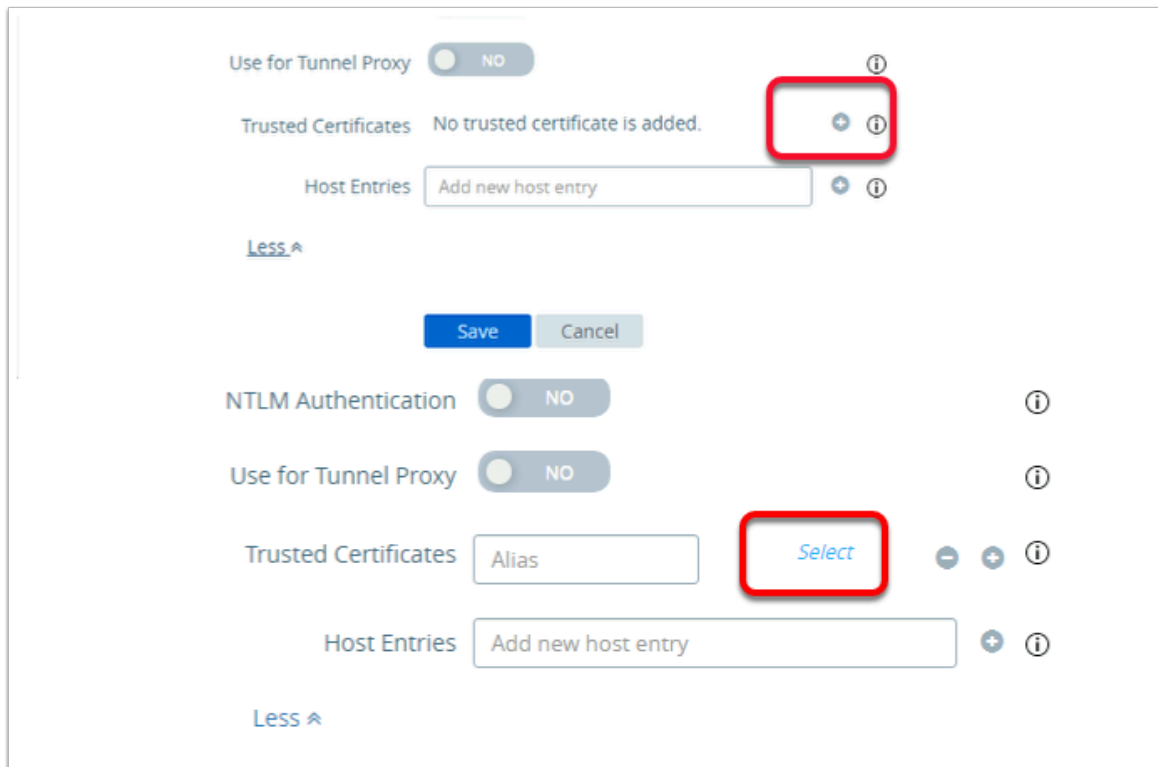 Use for Tunnel Proxy NO
Trusted Certificates No trusted certificate is added.
Host Entries Add new host entry
Less
Save Cancel
NTLM Authentication NO
Use for Tunnel Proxy NO
Trusted Certificates Alias Select
Host Entries Add new host entry
Less